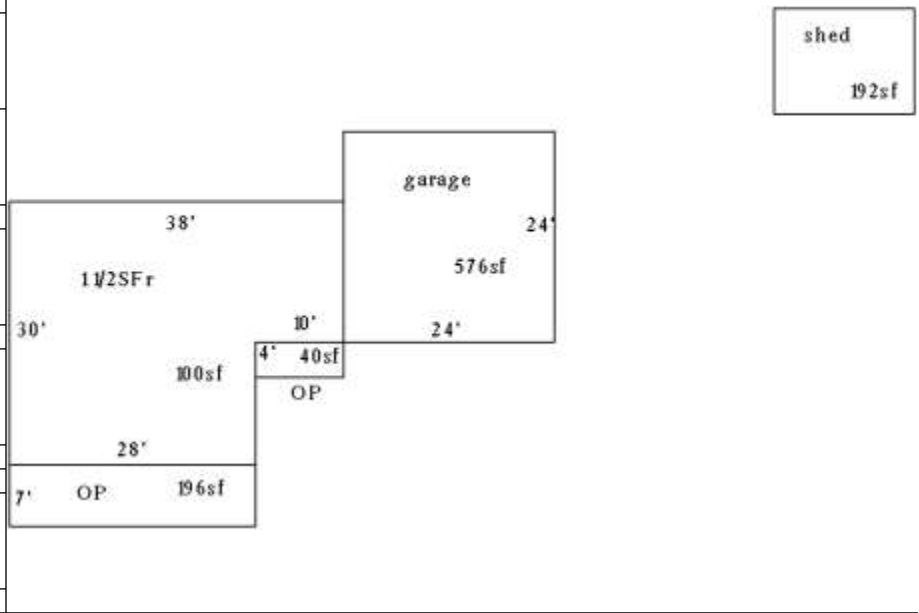 shed
192sf
garage
38'
24'
576sf
11/2SFr
10'
30'
24'
4'
40sf
100sf
OP
28'
196sf
OP
7'